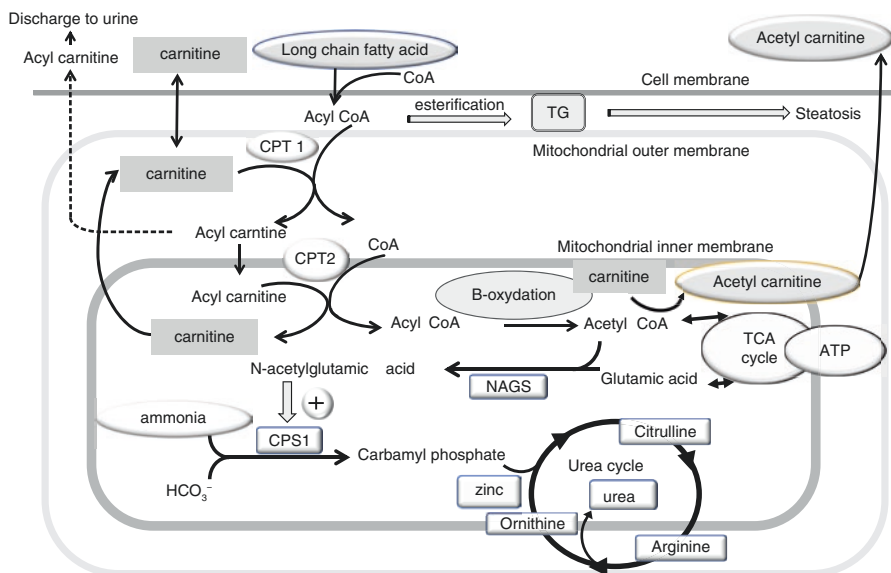 Discharge to urine
Acyl carnitine
carnitine
Long chain fatty acid
CoA
Acetyl carnitine
Cell membrane
Acyl CoA
esterification
TG
Steatosis
CPT 1
Mitochondrial outer membrane
carnitine
Acyl carntine
CPT2
CoA
Mitochondrial inner membrane
carnitine
Acetyl carnitine
Acyl carnitine
B-oxydation
carnitine
Acyl CoA
Acetyl CoA
TCA
cycle
ATP
N-acetylglutamic acid
NAGS
Glutamic acid
+
ammonia
CPS1
Carbamyl phosphate
HCO₃⁻
Citrulline
Urea cycle
zinc
urea
Ornithine
Arginine